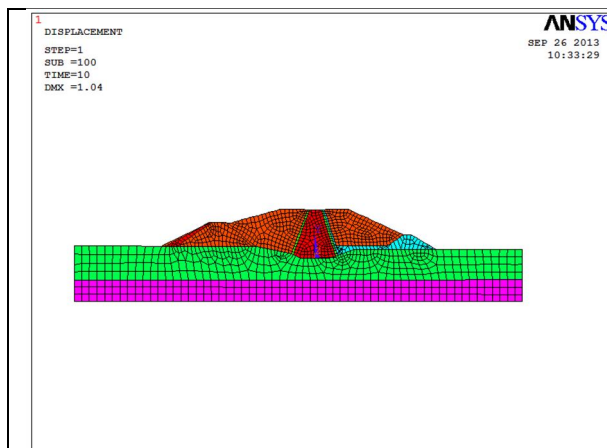 1
DISPLACEMENT
STEP=1
SUB =100
TIME=10
DMX =1.04
ANSYS
SEP 26 2013
10:33:29